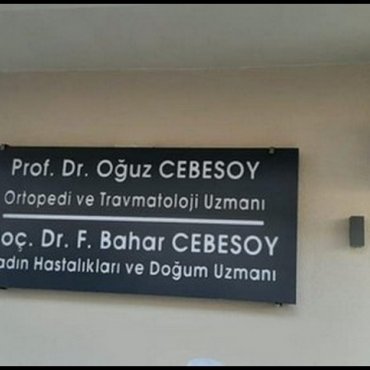 Prof. Dr. Oğuz CEBESOY
Ortopedi ve Travmatoloji Uzmanı
oç. Dr. F. Bahar CEBESOY
adın Hastalıkları ve Doğum Uzmanı